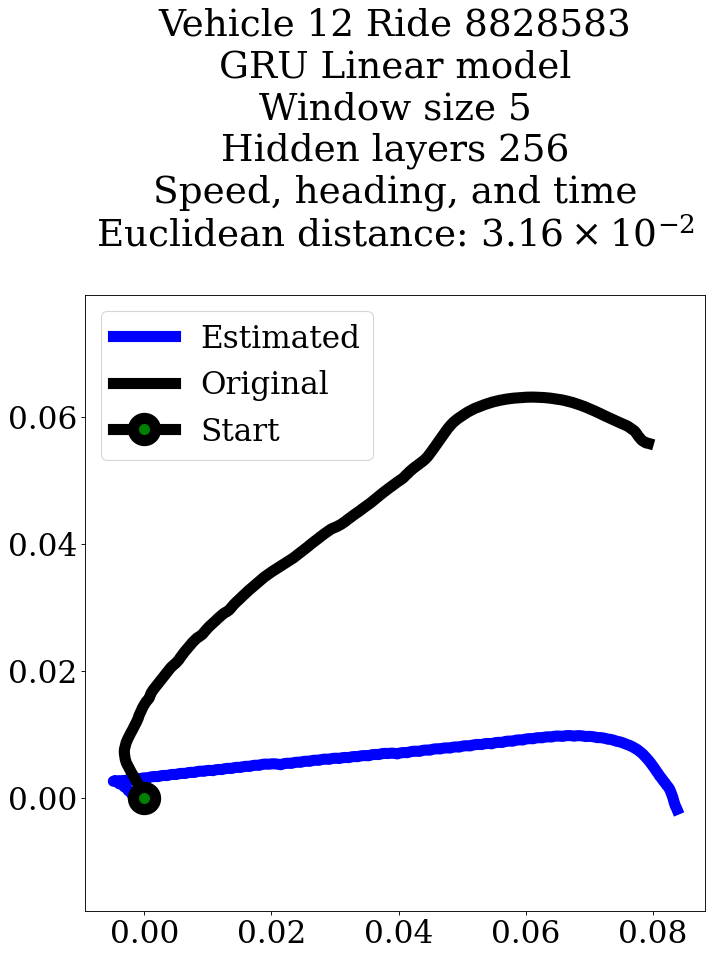 Vehicle 12 Ride 8828583
GRU Linear model
Window size 5
Hidden layers 256
Speed, heading, and time
Euclidean distance: 3.16 × 10⁻²
Estimated
Original
Start
0.06
0.04
0.02
0.00
0.00 0.02 0.04 0.06 0.08